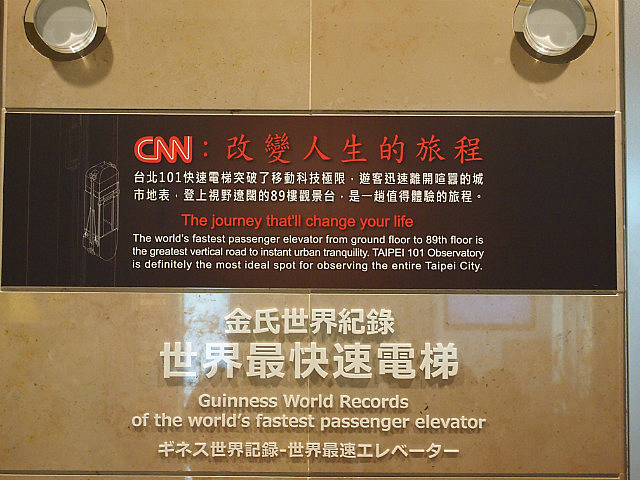 CNN：改變人生的旅程
台北101快速電梯突破了移動科技極限，遊客迅速離開喧囂的城
市地表，登上視野遼闊的89樓觀景台，是一趟值得體驗的旅程。
The journey that'll change your life
The world's fastest passenger elevator from ground floor to 89th floor is
the greatest vertical road to instant urban tranquility. TAIPEI 101 Observatory
is definitely the most ideal spot for observing the entire Taipei City.
金氏世界紀錄
世界最快速電梯
Guinness World Records
of the world's fastest passenger elevator
ギネス世界記録-世界最速エレベーター